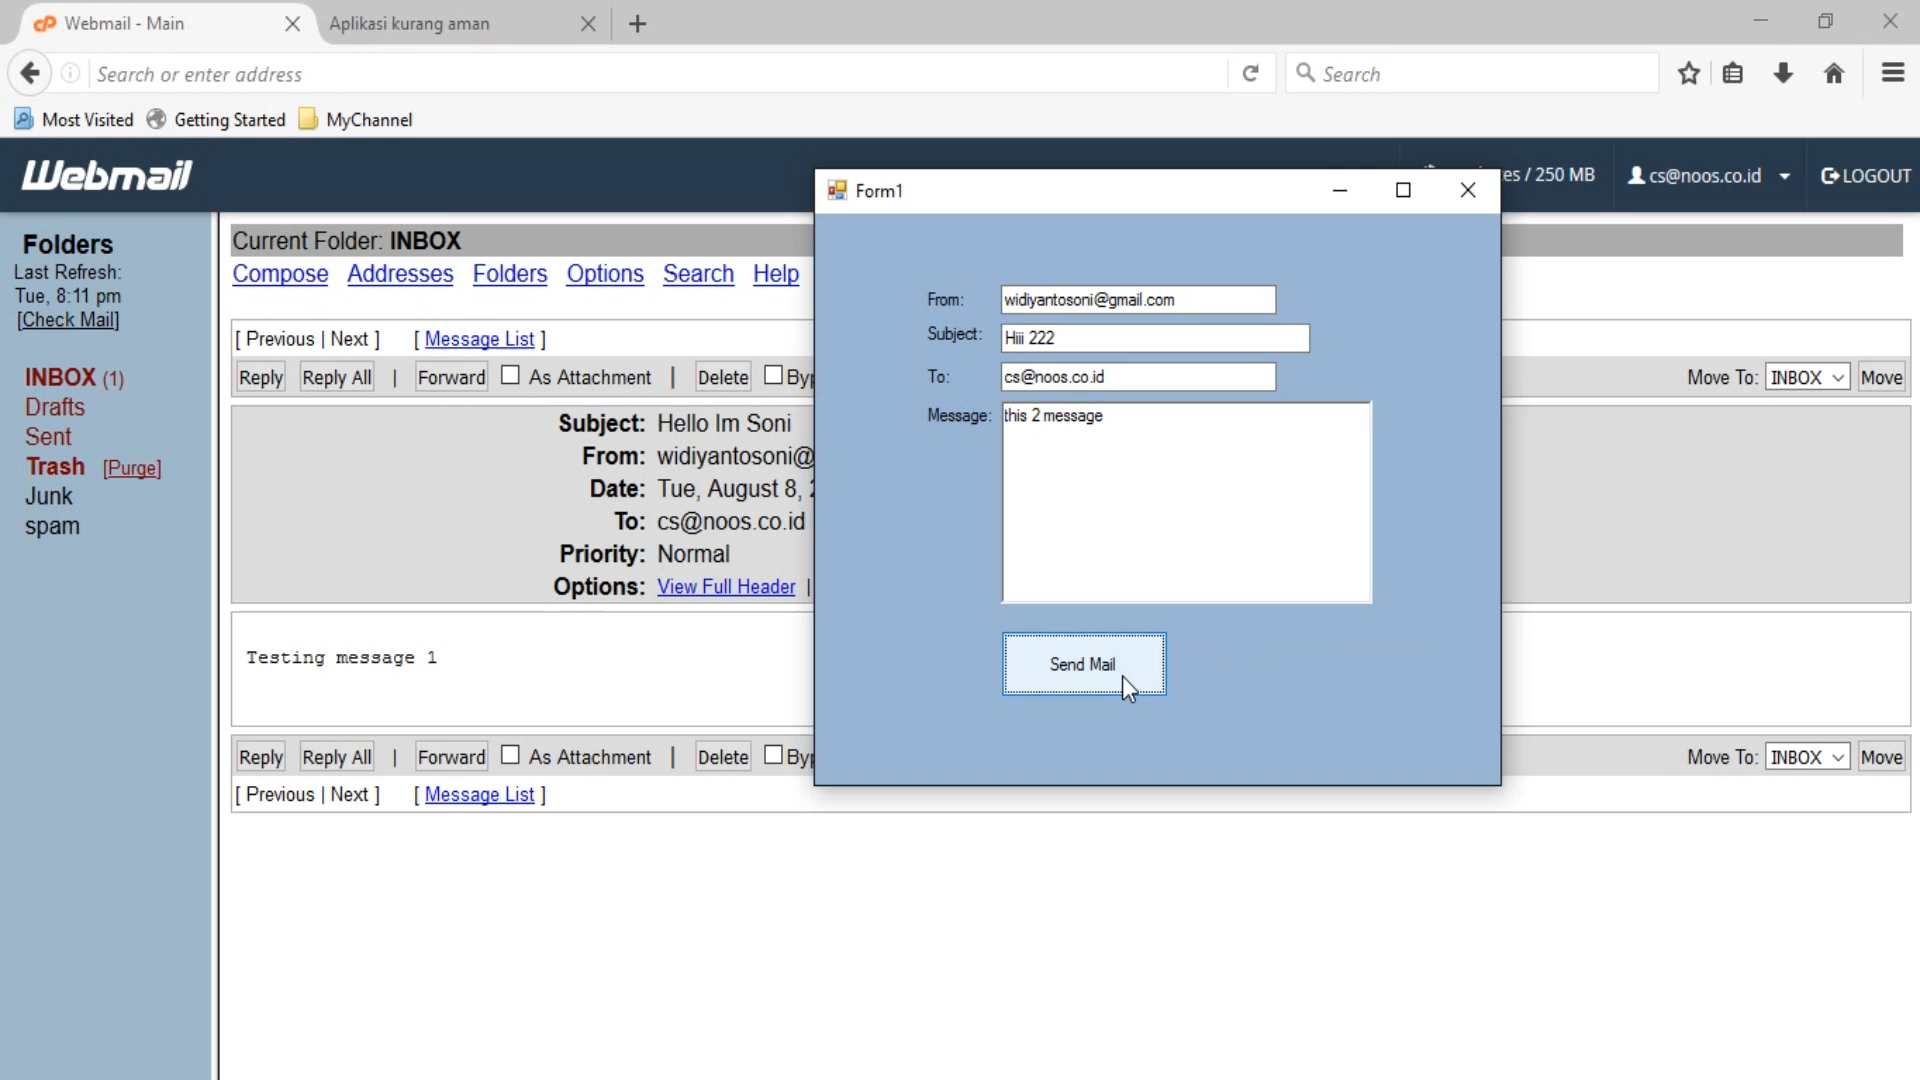 Webmail - Main
Aplikasi kurang aman
Search or enter address
Search
Most Visited
Getting Started
MyChannel
Webmail
es / 250 MB
cs@noos.co.id
LOGOUT
Folders
Last Refresh:
Tue, 8:11 pm
[Check Mail]
INBOX (1)
Drafts
Sent
Trash [Purge]
Junk
spam
Current Folder: INBOX
Compose Addresses Folders Options Search Help
[ Previous | Next ] [ Message List ]
Reply Reply All | Forward As Attachment | Delete Byp
Move To: INBOX Move
Subject: Hello Im Soni
From: widiyantosoni@
Date: Tue, August 8,
To: cs@noos.co.id
Priority: Normal
Options: View Full Header |
Testing message 1
Reply Reply All | Forward As Attachment | Delete Byp
Move To: INBOX Move
[ Previous | Next ] [ Message List ]
Form1
From: widiyantosoni@gmail.com
Subject: Hiii 222
To: cs@noos.co.id
Message: this 2 message
Send Mail